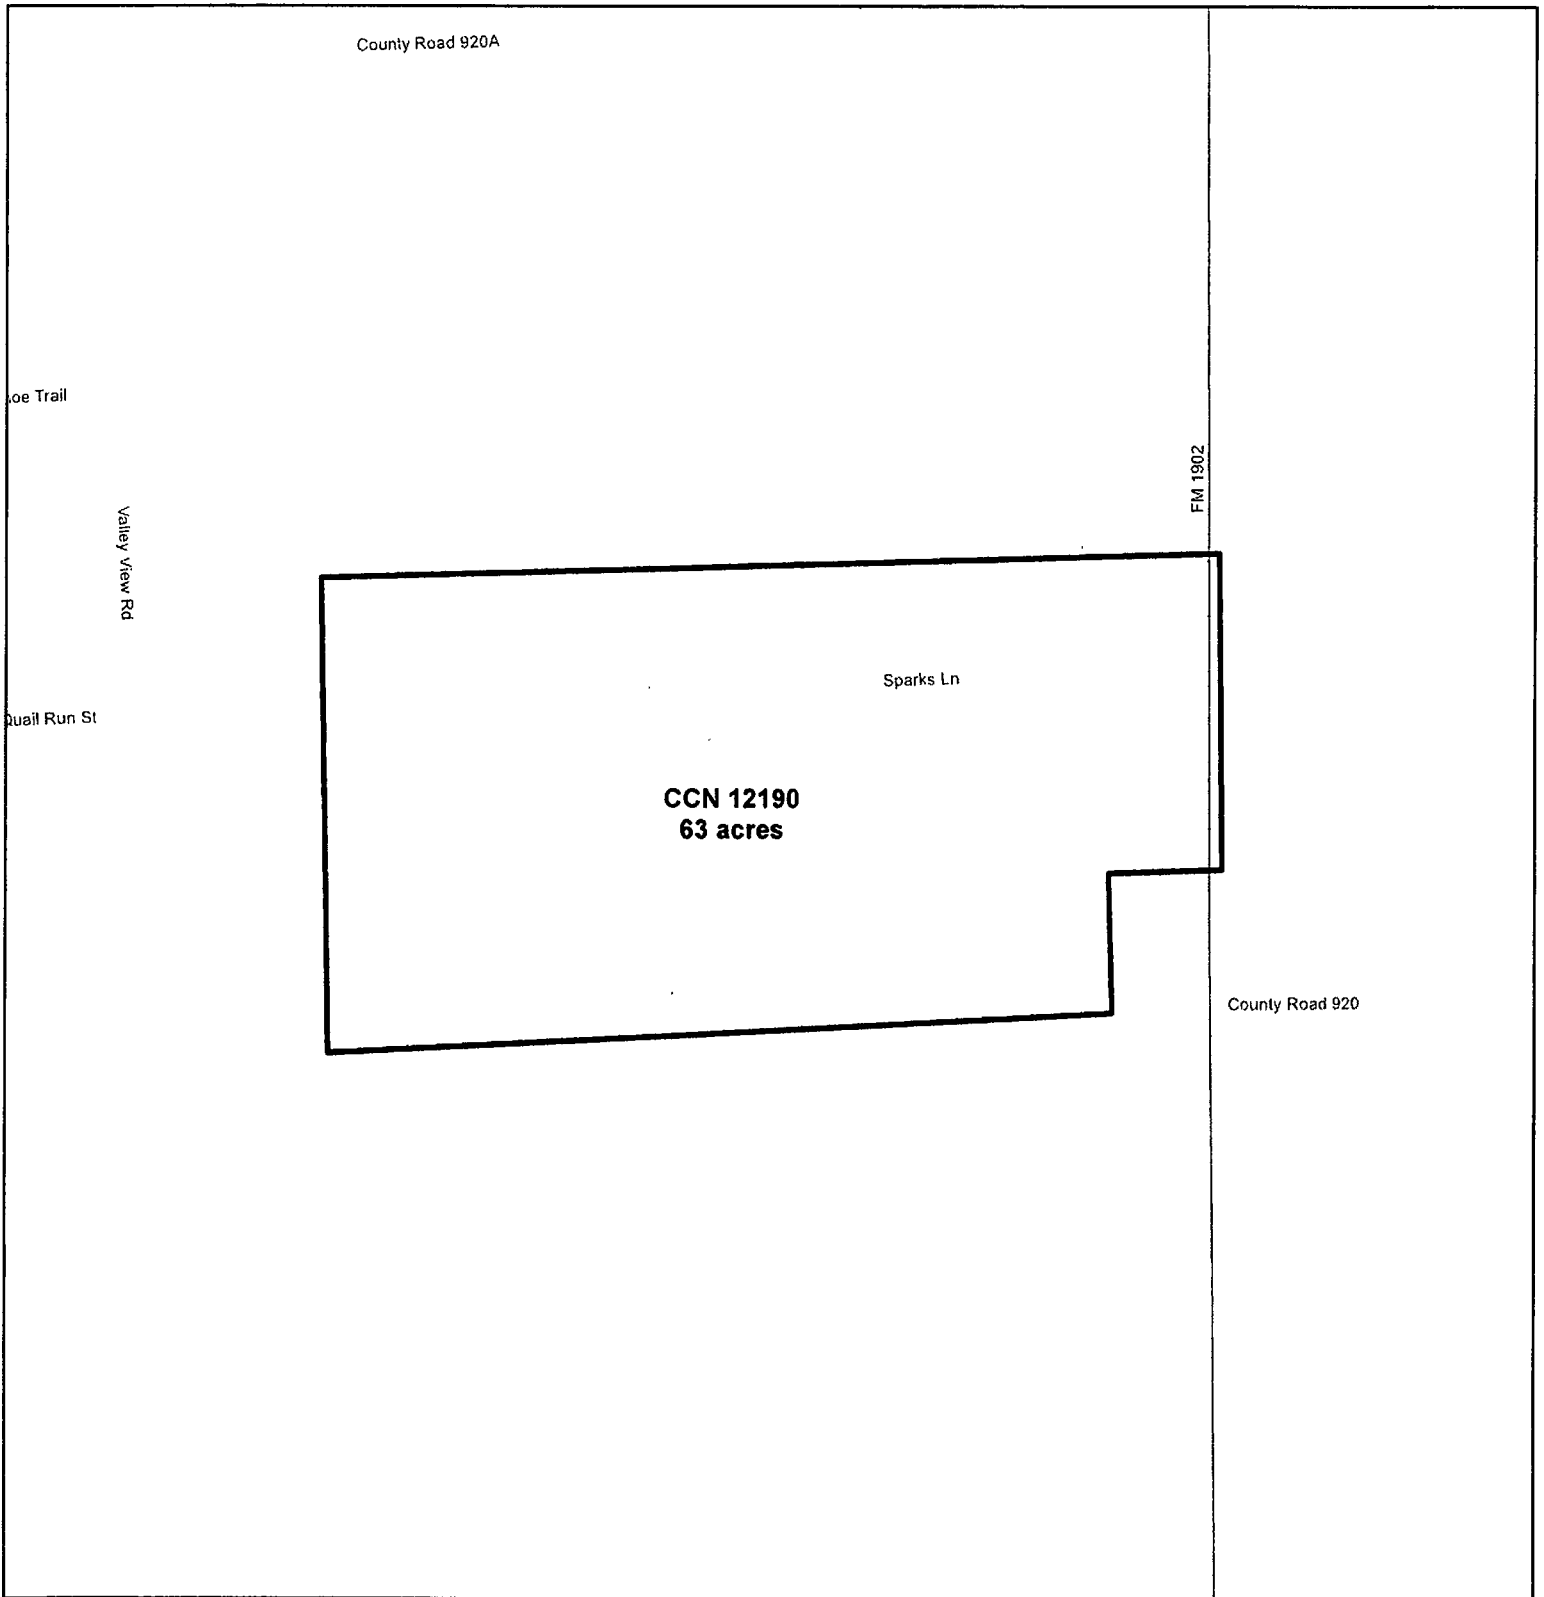 County Road 920A
oe Trail
FM 1902
Valley View Rd
Sparks Ln
Quail Run St
CCN 12190
63 acres
County Road 920